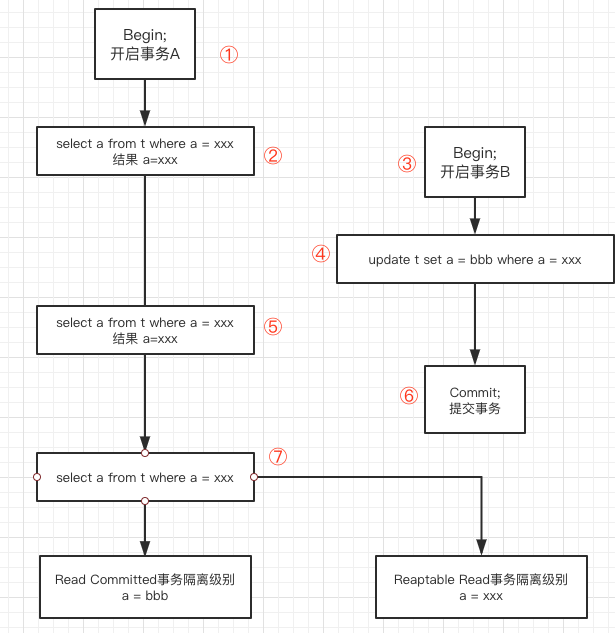 Begin;
开启事务A
①
select a from t where a = xxx
结果 a=xxx
②
Begin;
开启事务B
③
update t set a = bbb where a = xxx
④
select a from t where a = xxx
结果 a=xxx
⑤
Commit;
提交事务
⑥
select a from t where a = xxx
⑦
Read Committed事务隔离级别
a = bbb
Reaptable Read事务隔离级别
a = xxx